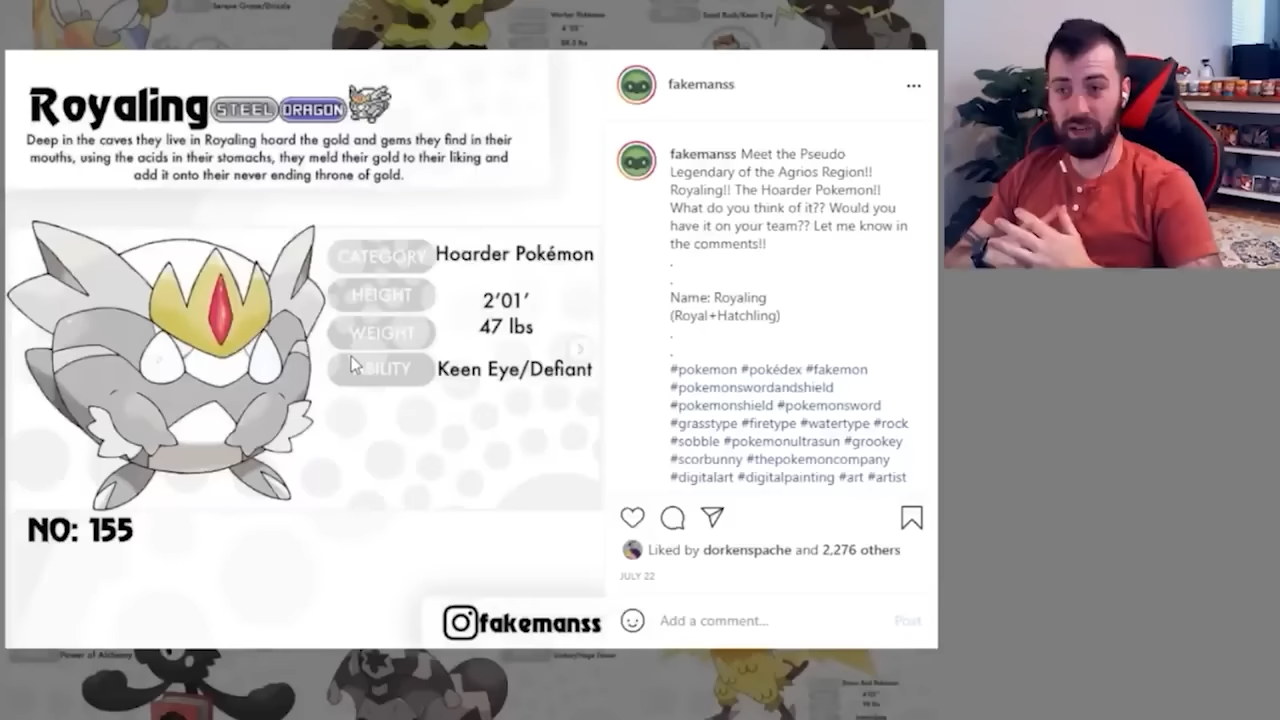 Worker Pokémon
Royaling STEEL DRAGON
Deep in the caves they live in Royaling hoard the gold and gems they find in their
mouths, using the acids in their stomachs, they meld their gold to their liking and
add it onto their never ending throne of gold.
CATEGORY Hoarder Pokémon
HEIGHT 2'01'
WEIGHT 47 lbs
ABILITY Keen Eye/Defiant
NO: 155
fakemanss
fakemanss
...
fakemanss Meet the Pseudo
Legendary of the Agrios Region!!
Royaling!! The Hoarder Pokemon!!
What do you think of it?? Would you
have it on your team?? Let me know in
the comments!!
.
.
Name: Royaling
(Royal+Hatchling)
.
.
#pokemon #pokédex #fakemon
#pokemonswordandshield
#pokemonshield #pokemonsword
#grasstype #firetype #watertype #rock
#sobble #pokemonultrasun #grookey
#scorbunny #thepokemoncompany
#digitalart #digitalpainting #art #artist
Liked by dorkenspache and 2,276 others
JULY 22
Add a comment...
Post
Power of Alchemy